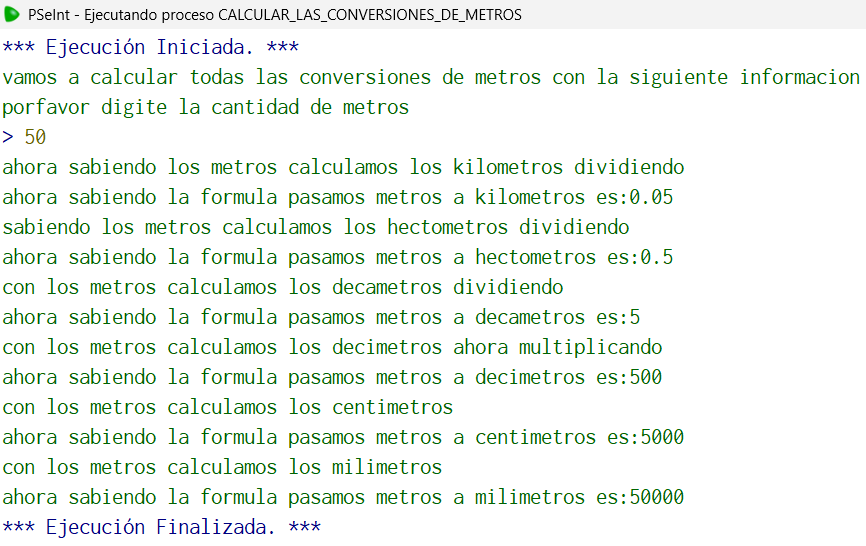 PSeInt - Ejecutando proceso CALCULAR_LAS_CONVERSIONES_DE_METROS
*** Ejecución Iniciada. ***
vamos a calcular todas las conversiones de metros con la siguiente informacion
porfavor digite la cantidad de metros
> 50
ahora sabiendo los metros calculamos los kilometros dividiendo
ahora sabiendo la formula pasamos metros a kilometros es:0.05
sabiendo los metros calculamos los hectometros dividiendo
ahora sabiendo la formula pasamos metros a hectometros es:0.5
con los metros calculamos los decametros dividiendo
ahora sabiendo la formula pasamos metros a decametros es:5
con los metros calculamos los decimetros ahora multiplicando
ahora sabiendo la formula pasamos metros a decimetros es:500
con los metros calculamos los centimetros
ahora sabiendo la formula pasamos metros a centimetros es:5000
con los metros calculamos los milimetros
ahora sabiendo la formula pasamos metros a milimetros es:50000
*** Ejecución Finalizada. ***